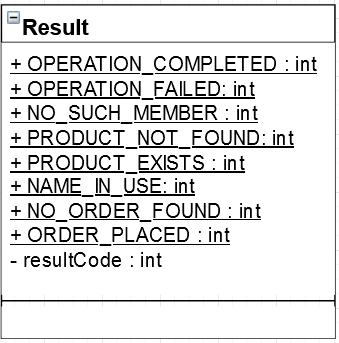 Result
+ OPERATION_COMPLETED : int
+ OPERATION_FAILED: int
+ NO_SUCH_MEMBER : int
+ PRODUCT_NOT_FOUND: int
+ PRODUCT_EXISTS : int
+ NAME_IN_USE: int
+ NO_ORDER_FOUND : int
+ ORDER_PLACED : int
- resultCode : int